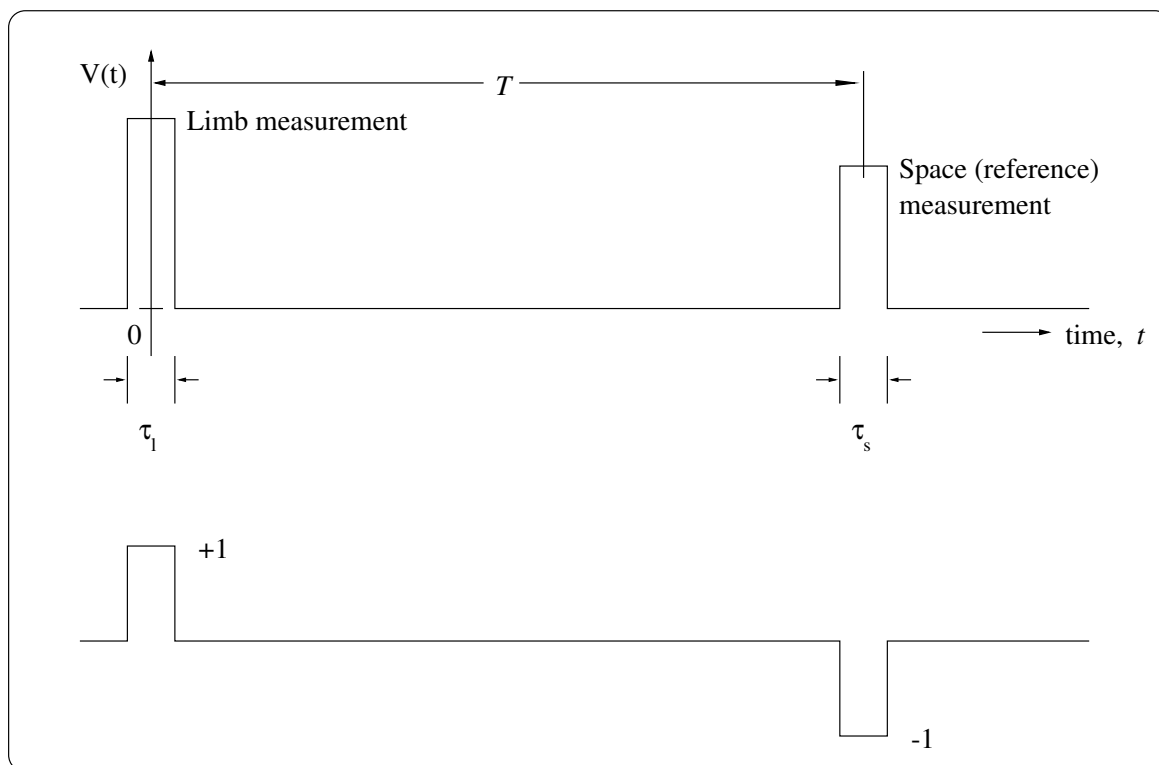 V(t)
T
Limb measurement
Space (reference)
measurement
0
time, t
τl
τs
+1
-1